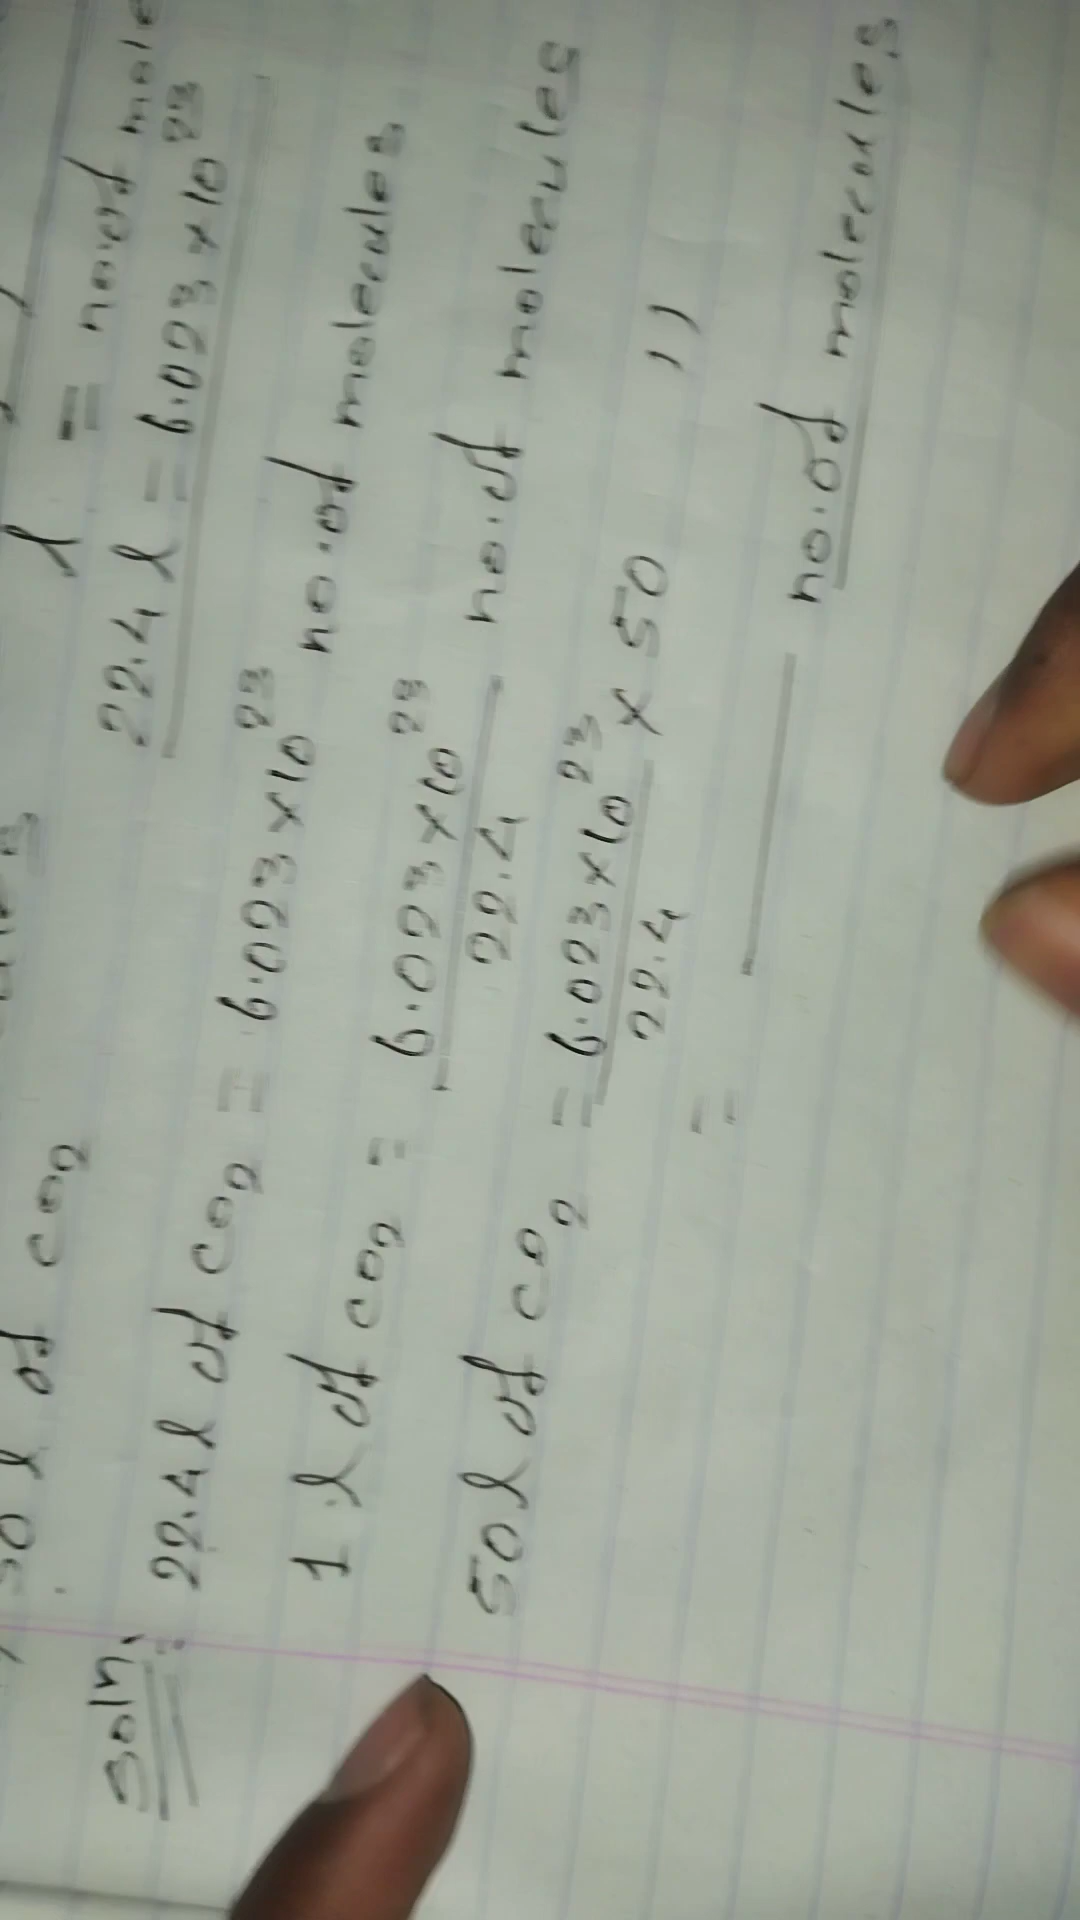 50 l of CO2
l = no.of mole
22.4 l = 6.023×10^23
Soln: 22.4 l of CO2 = 6.023×10^23 no.of molecules
1 l of CO2 = 6.023×10^23 / 22.4 no.of molecules
50 l of CO2 = 6.023×10^23 / 22.4 × 50 ''
= ____ no.of molecules